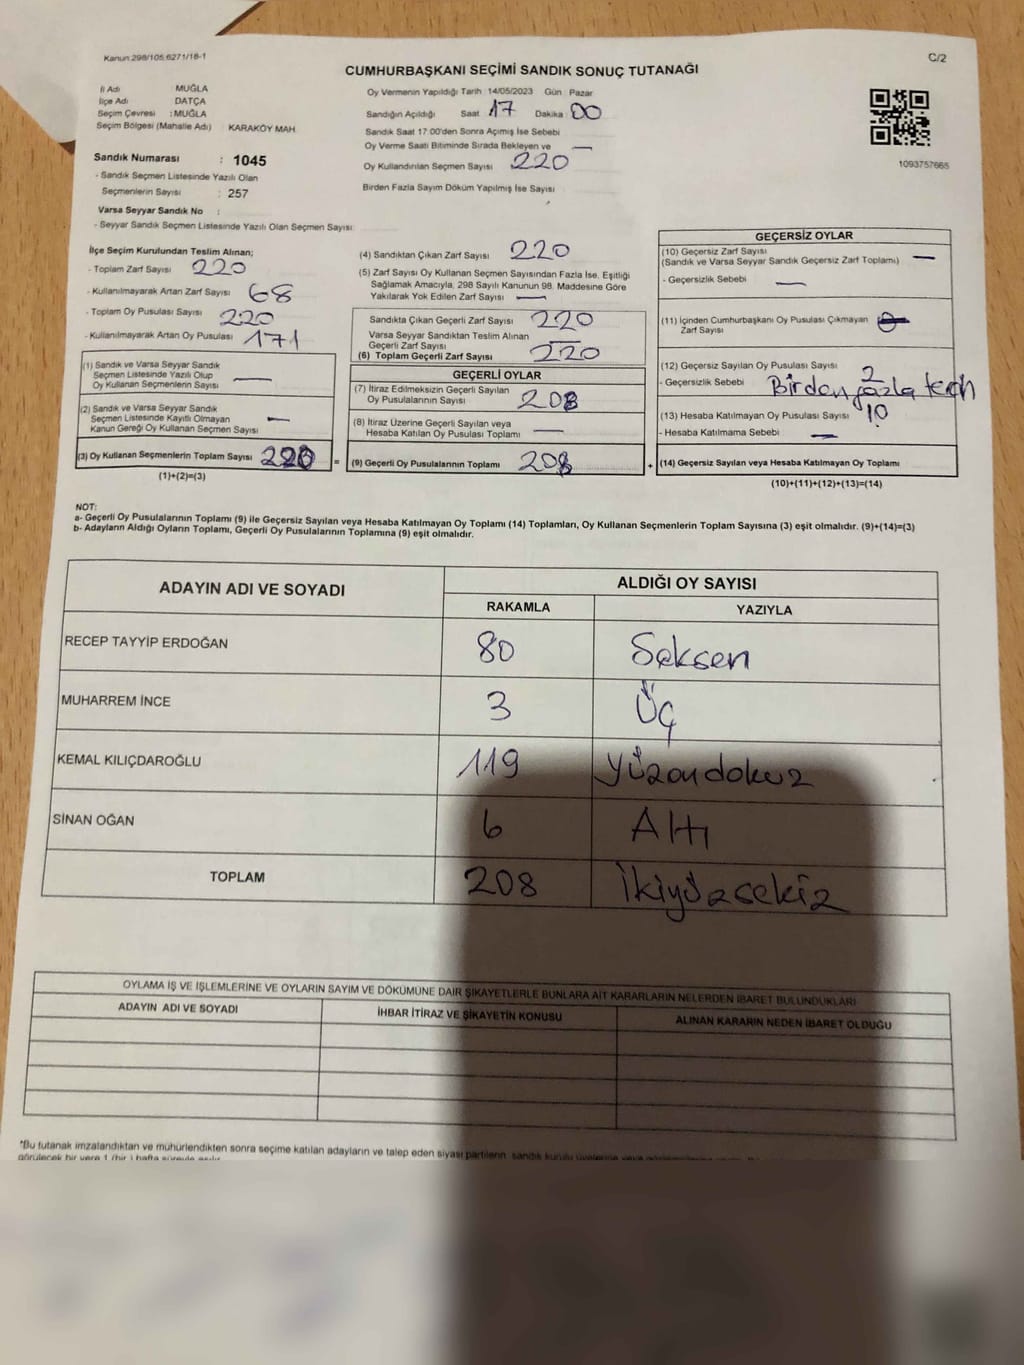 Kanun:298/105;6271/18-1
C/2
CUMHURBAŞKANI SEÇİMİ SANDIK SONUÇ TUTANAĞI
İl Adı MUĞLA
İlçe Adı DATÇA
Seçim Çevresi : MUĞLA
Seçim Bölgesi (Mahalle Adı) KARAKÖY MAH.
Sandık Numarası : 1045
- Sandık Seçmen Listesinde Yazılı Olan
Seçmenlerin Sayısı : 257
Varsa Seyyar Sandık No :
- Seyyar Sandık Seçmen Listesinde Yazılı Olan Seçmen Sayısı:
Oy Vermenin Yapıldığı Tarih : 14/05/2023 Gün : Pazar
Sandığın Açıldığı Saat 17 Dakika : 00
Sandık Saat 17:00'den Sonra Açımış İse Sebebi
Oy Verme Saati Bitiminde Sırada Bekleyen ve —
Oy Kullandırılan Seçmen Sayısı 220
Birden Fazla Sayım Döküm Yapılmış İse Sayısı
1093757665
İlçe Seçim Kurulundan Teslim Alınan;
- Toplam Zarf Sayısı 220
- Kullanılmayarak Artan Zarf Sayısı 68
- Toplam Oy Pusulası Sayısı 220
- Kullanılmayarak Artan Oy Pusulası 171
(1) Sandık ve Varsa Seyyar Sandık
Seçmen Listesinde Yazılı Olup
Oy Kullanan Seçmenlerin Sayısı —
(2) Sandık ve Varsa Seyyar Sandık
Seçmen Listesinde Kayıtlı Olmayan
Kanun Gereği Oy Kullanan Seçmen Sayısı —
(3) Oy Kullanan Seçmenlerin Toplam Sayısı 220 =
(1)+(2)=(3)
(4) Sandıktan Çıkan Zarf Sayısı 220
(5) Zarf Sayısı Oy Kullanan Seçmen Sayısından Fazla İse, Eşitliği
Sağlamak Amacıyla, 298 Sayılı Kanunun 98. Maddesine Göre
Yakılarak Yok Edilen Zarf Sayısı —
Sandıkta Çıkan Geçerli Zarf Sayısı 220
Varsa Seyyar Sandıktan Teslim Alınan
Geçerli Zarf Sayısı —
(6) Toplam Geçerli Zarf Sayısı 220
GEÇERLİ OYLAR
(7) İtiraz Edilmeksizin Geçerli Sayılan
Oy Pusulalarının Sayısı 208
(8) İtiraz Üzerine Geçerli Sayılan veya
Hesaba Katılan Oy Pusulası Toplamı —
(9) Geçerli Oy Pusulalarının Toplamı 208 +
GEÇERSİZ OYLAR
(10) Geçersiz Zarf Sayısı
(Sandık ve Varsa Seyyar Sandık Geçersiz Zarf Toplamı) —
- Geçersizlik Sebebi —
(11) İçinden Cumhurbaşkanı Oy Pusulası Çıkmayan
Zarf Sayısı
(12) Geçersiz Sayılan Oy Pusulası Sayısı 2
- Geçersizlik Sebebi Birden fazla tercih
(13) Hesaba Katılmayan Oy Pusulası Sayısı 10
- Hesaba Katılmama Sebebi —
(14) Geçersiz Sayılan veya Hesaba Katılmayan Oy Toplamı
(10)+(11)+(12)+(13)=(14)
NOT:
a- Geçerli Oy Pusulalarının Toplamı (9) ile Geçersiz Sayılan veya Hesaba Katılmayan Oy Toplamı (14) Toplamları, Oy Kullanan Seçmenlerin Toplam Sayısına (3) eşit olmalıdır. (9)+(14)=(3)
b- Adayların Aldığı Oyların Toplamı, Geçerli Oy Pusulalarının Toplamına (9) eşit olmalıdır.
ADAYIN ADI VE SOYADI ALDIĞI OY SAYISI
RAKAMLA YAZIYLA
RECEP TAYYİP ERDOĞAN 80 Seksen
MUHARREM İNCE 3 Üç
KEMAL KILIÇDAROĞLU 119 Yüzondokuz
SİNAN OĞAN 6 Altı
TOPLAM 208 İkiyüzsekiz
OYLAMA İŞ VE İŞLEMLERİNE VE OYLARIN SAYIM VE DÖKÜMÜNE DAİR ŞİKAYETLERLE BUNLARA AİT KARARLARIN NELERDEN İBARET BULUNDUKLARI
ADAYIN ADI VE SOYADI İHBAR İTİRAZ VE ŞİKAYETİN KONUSU ALINAN KARARIN NEDEN İBARET OLDUĞU
*Bu tutanak imzalandıktan ve mühürlendikten sonra seçime katılan adayların ve talep eden siyasi partilerin sandık kurulu üyelerine veya
görülecek bir yere 1 (bir) hafta süreyle asılır.